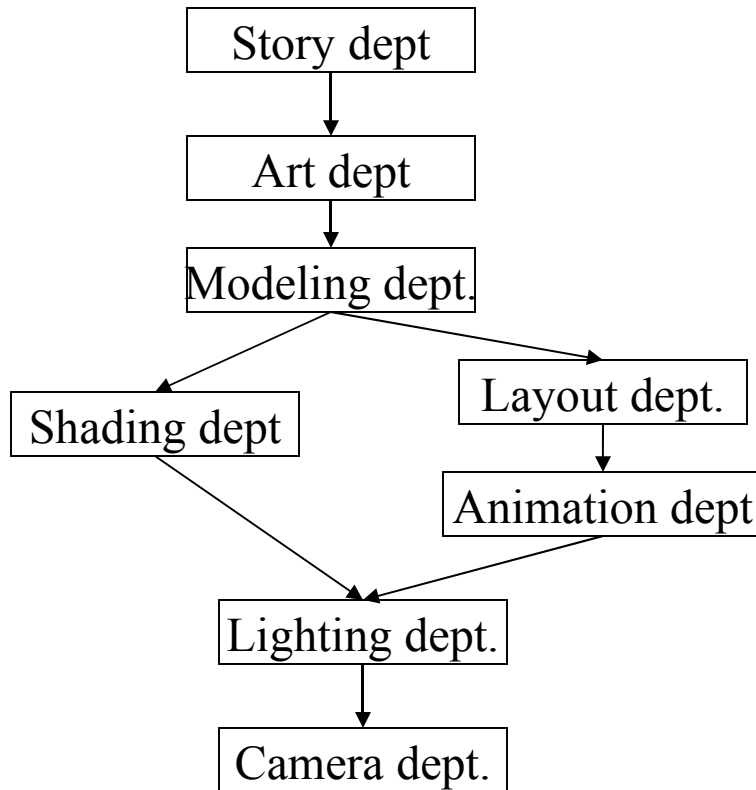 Story dept
Art dept
Modeling dept.
Shading dept
Layout dept.
Animation dept
Lighting dept.
Camera dept.